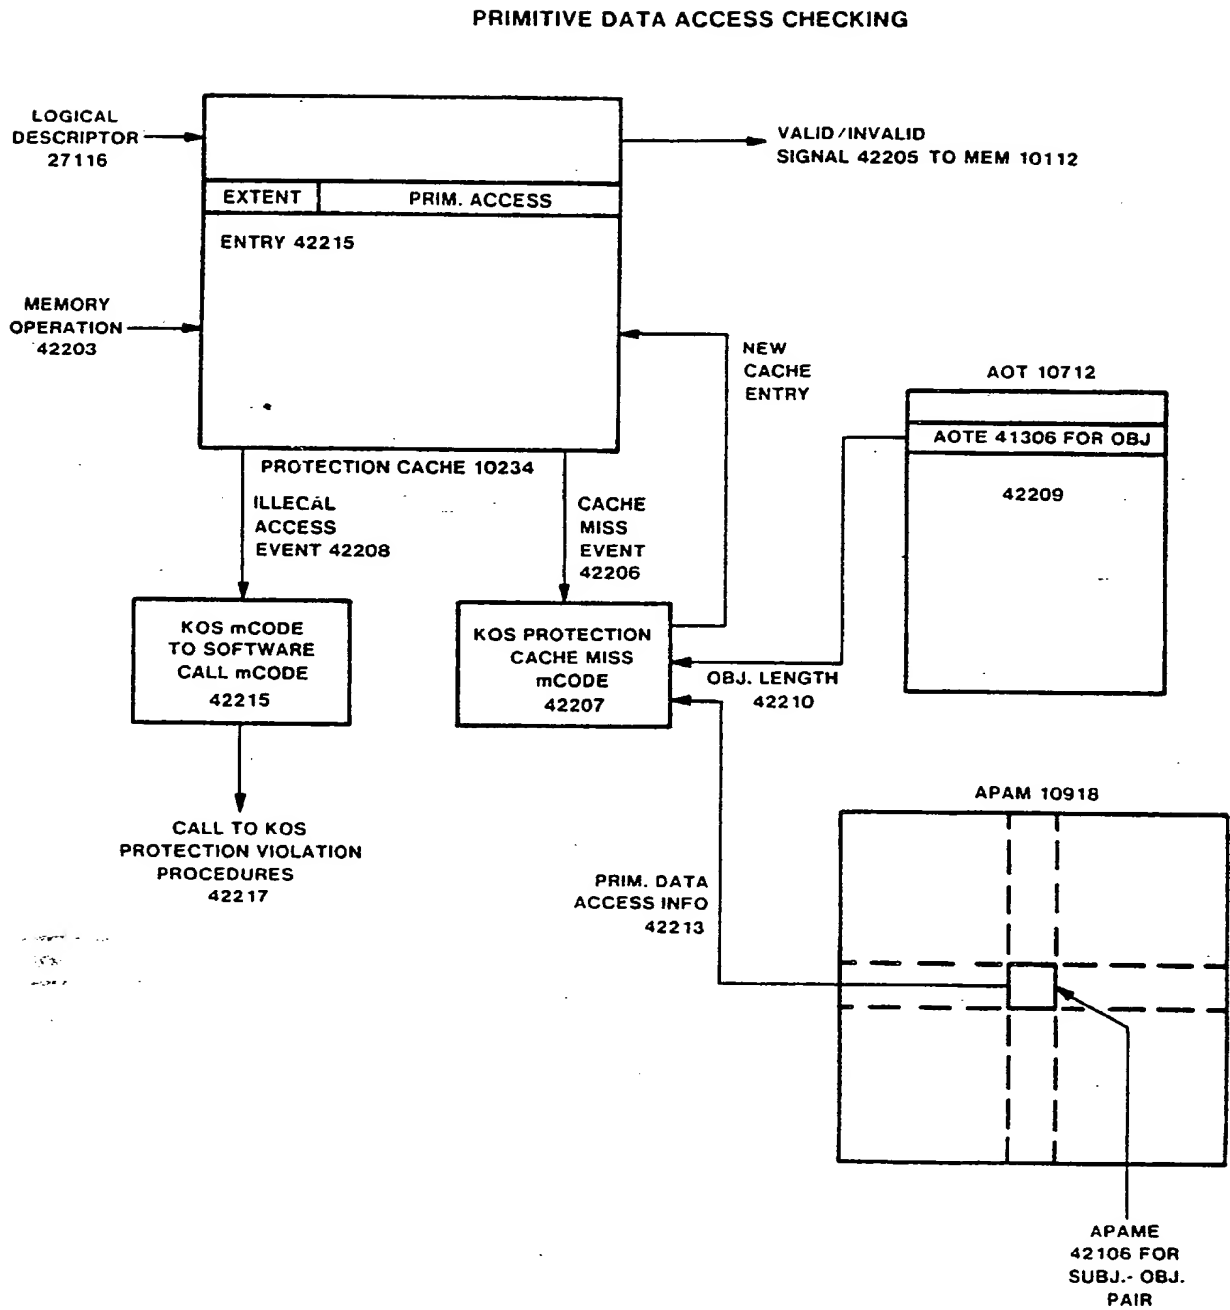 PRIMITIVE DATA ACCESS CHECKING
LOGICAL
DESCRIPTOR
27116
VALID/INVALID
SIGNAL 42205 TO MEM 10112
EXTENT
PRIM. ACCESS
ENTRY 42215
MEMORY
OPERATION
42203
NEW
CACHE
ENTRY
AOT 10712
AOTE 41306 FOR OBJ
42209
PROTECTION CACHE 10234
ILLECAL
ACCESS
EVENT 42208
CACHE
MISS
EVENT
42206
KOS mCODE
TO SOFTWARE
CALL mCODE
42215
KOS PROTECTION
CACHE MISS
mCODE
42207
OBJ. LENGTH
42210
CALL TO KOS
PROTECTION VIOLATION
PROCEDURES
42217
APAM 10918
PRIM. DATA
ACCESS INFO
42213
APAME
42106 FOR
SUBJ.- OBJ.
PAIR